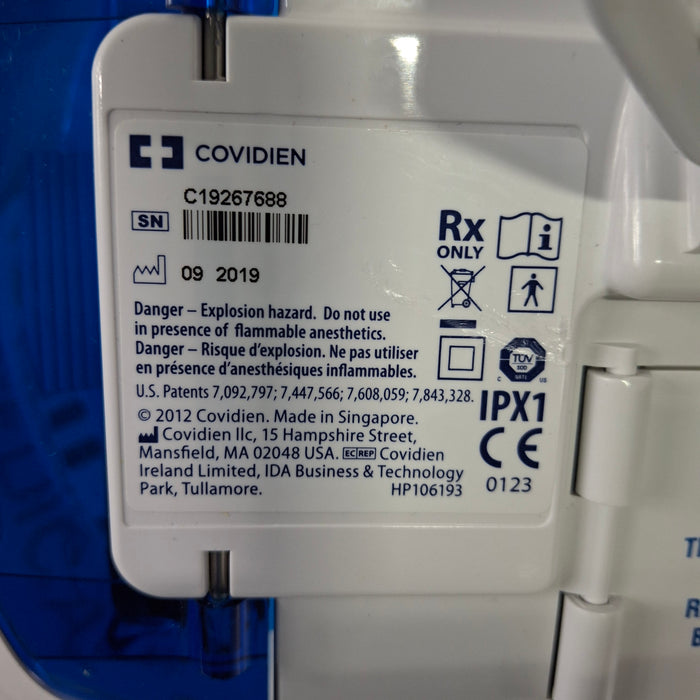 COVIDIEN
C19267688
SN
09 2019
Rx
ONLY
i
Danger – Explosion hazard. Do not use
in presence of flammable anesthetics.
Danger – Risque d'explosion. Ne pas utiliser
en présence d'anesthésiques inflammables.
TÜV
SÜD
C US
U.S. Patents 7,092,797; 7,447,566; 7,608,059; 7,843,328.
IPX1
© 2012 Covidien. Made in Singapore.
Covidien llc, 15 Hampshire Street,
Mansfield, MA 02048 USA. EC REP Covidien
Ireland Limited, IDA Business & Technology
Park, Tullamore.
HP106193
CE
0123